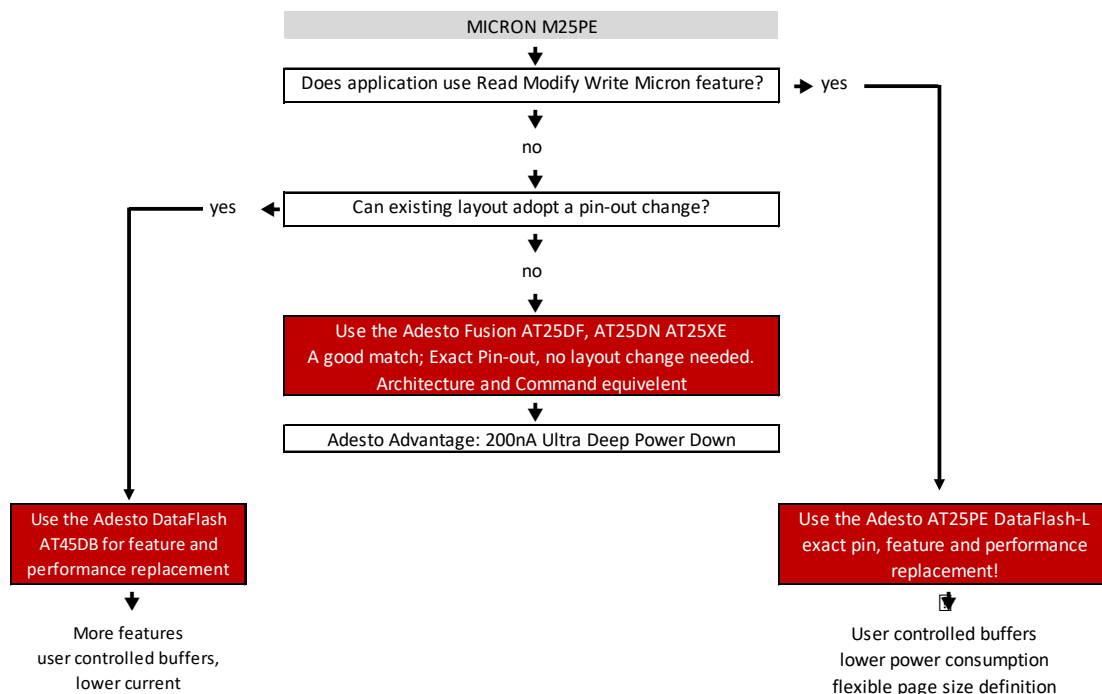 MICRON M25PE
Does application use Read Modify Write Micron feature?
yes
no
yes
Can existing layout adopt a pin-out change?
no
Use the Adesto Fusion AT25DF, AT25DN AT25XE
A good match; Exact Pin-out, no layout change needed.
Architecture and Command equivelent
Adesto Advantage: 200nA Ultra Deep Power Down
Use the Adesto DataFlash
AT45DB for feature and
performance replacement
Use the Adesto AT25PE DataFlash-L
exact pin, feature and performance
replacement!
More features
user controlled buffers,
lower current
User controlled buffers
lower power consumption
flexible page size definition